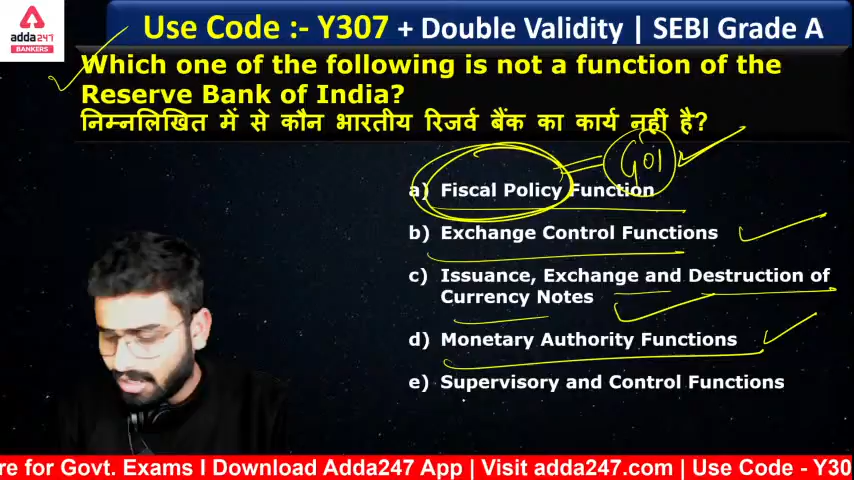 adda247
BANKERS
Use Code :- Y307 + Double Validity | SEBI Grade A
Which one of the following is not a function of the
Reserve Bank of India?
निम्नलिखित में से कौन भारतीय रिजर्व बैंक का कार्य नहीं है?
GOI
a) Fiscal Policy Function
b) Exchange Control Functions
c) Issuance, Exchange and Destruction of
Currency Notes
d) Monetary Authority Functions
e) Supervisory and Control Functions
re for Govt. Exams I Download Adda247 App | Visit adda247.com | Use Code - Y30